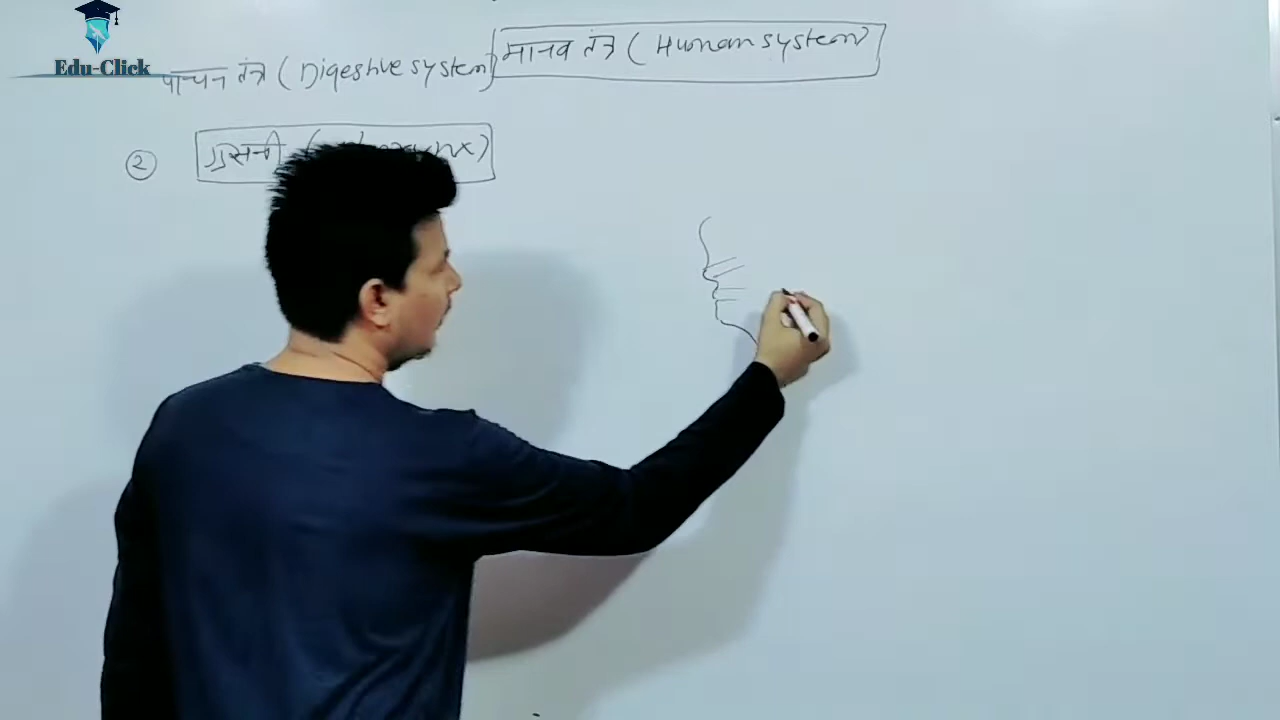 Edu-Click
मानव तंत्र (Human system)
पाचन तंत्र (Digestive system)
② ग्रसनी (